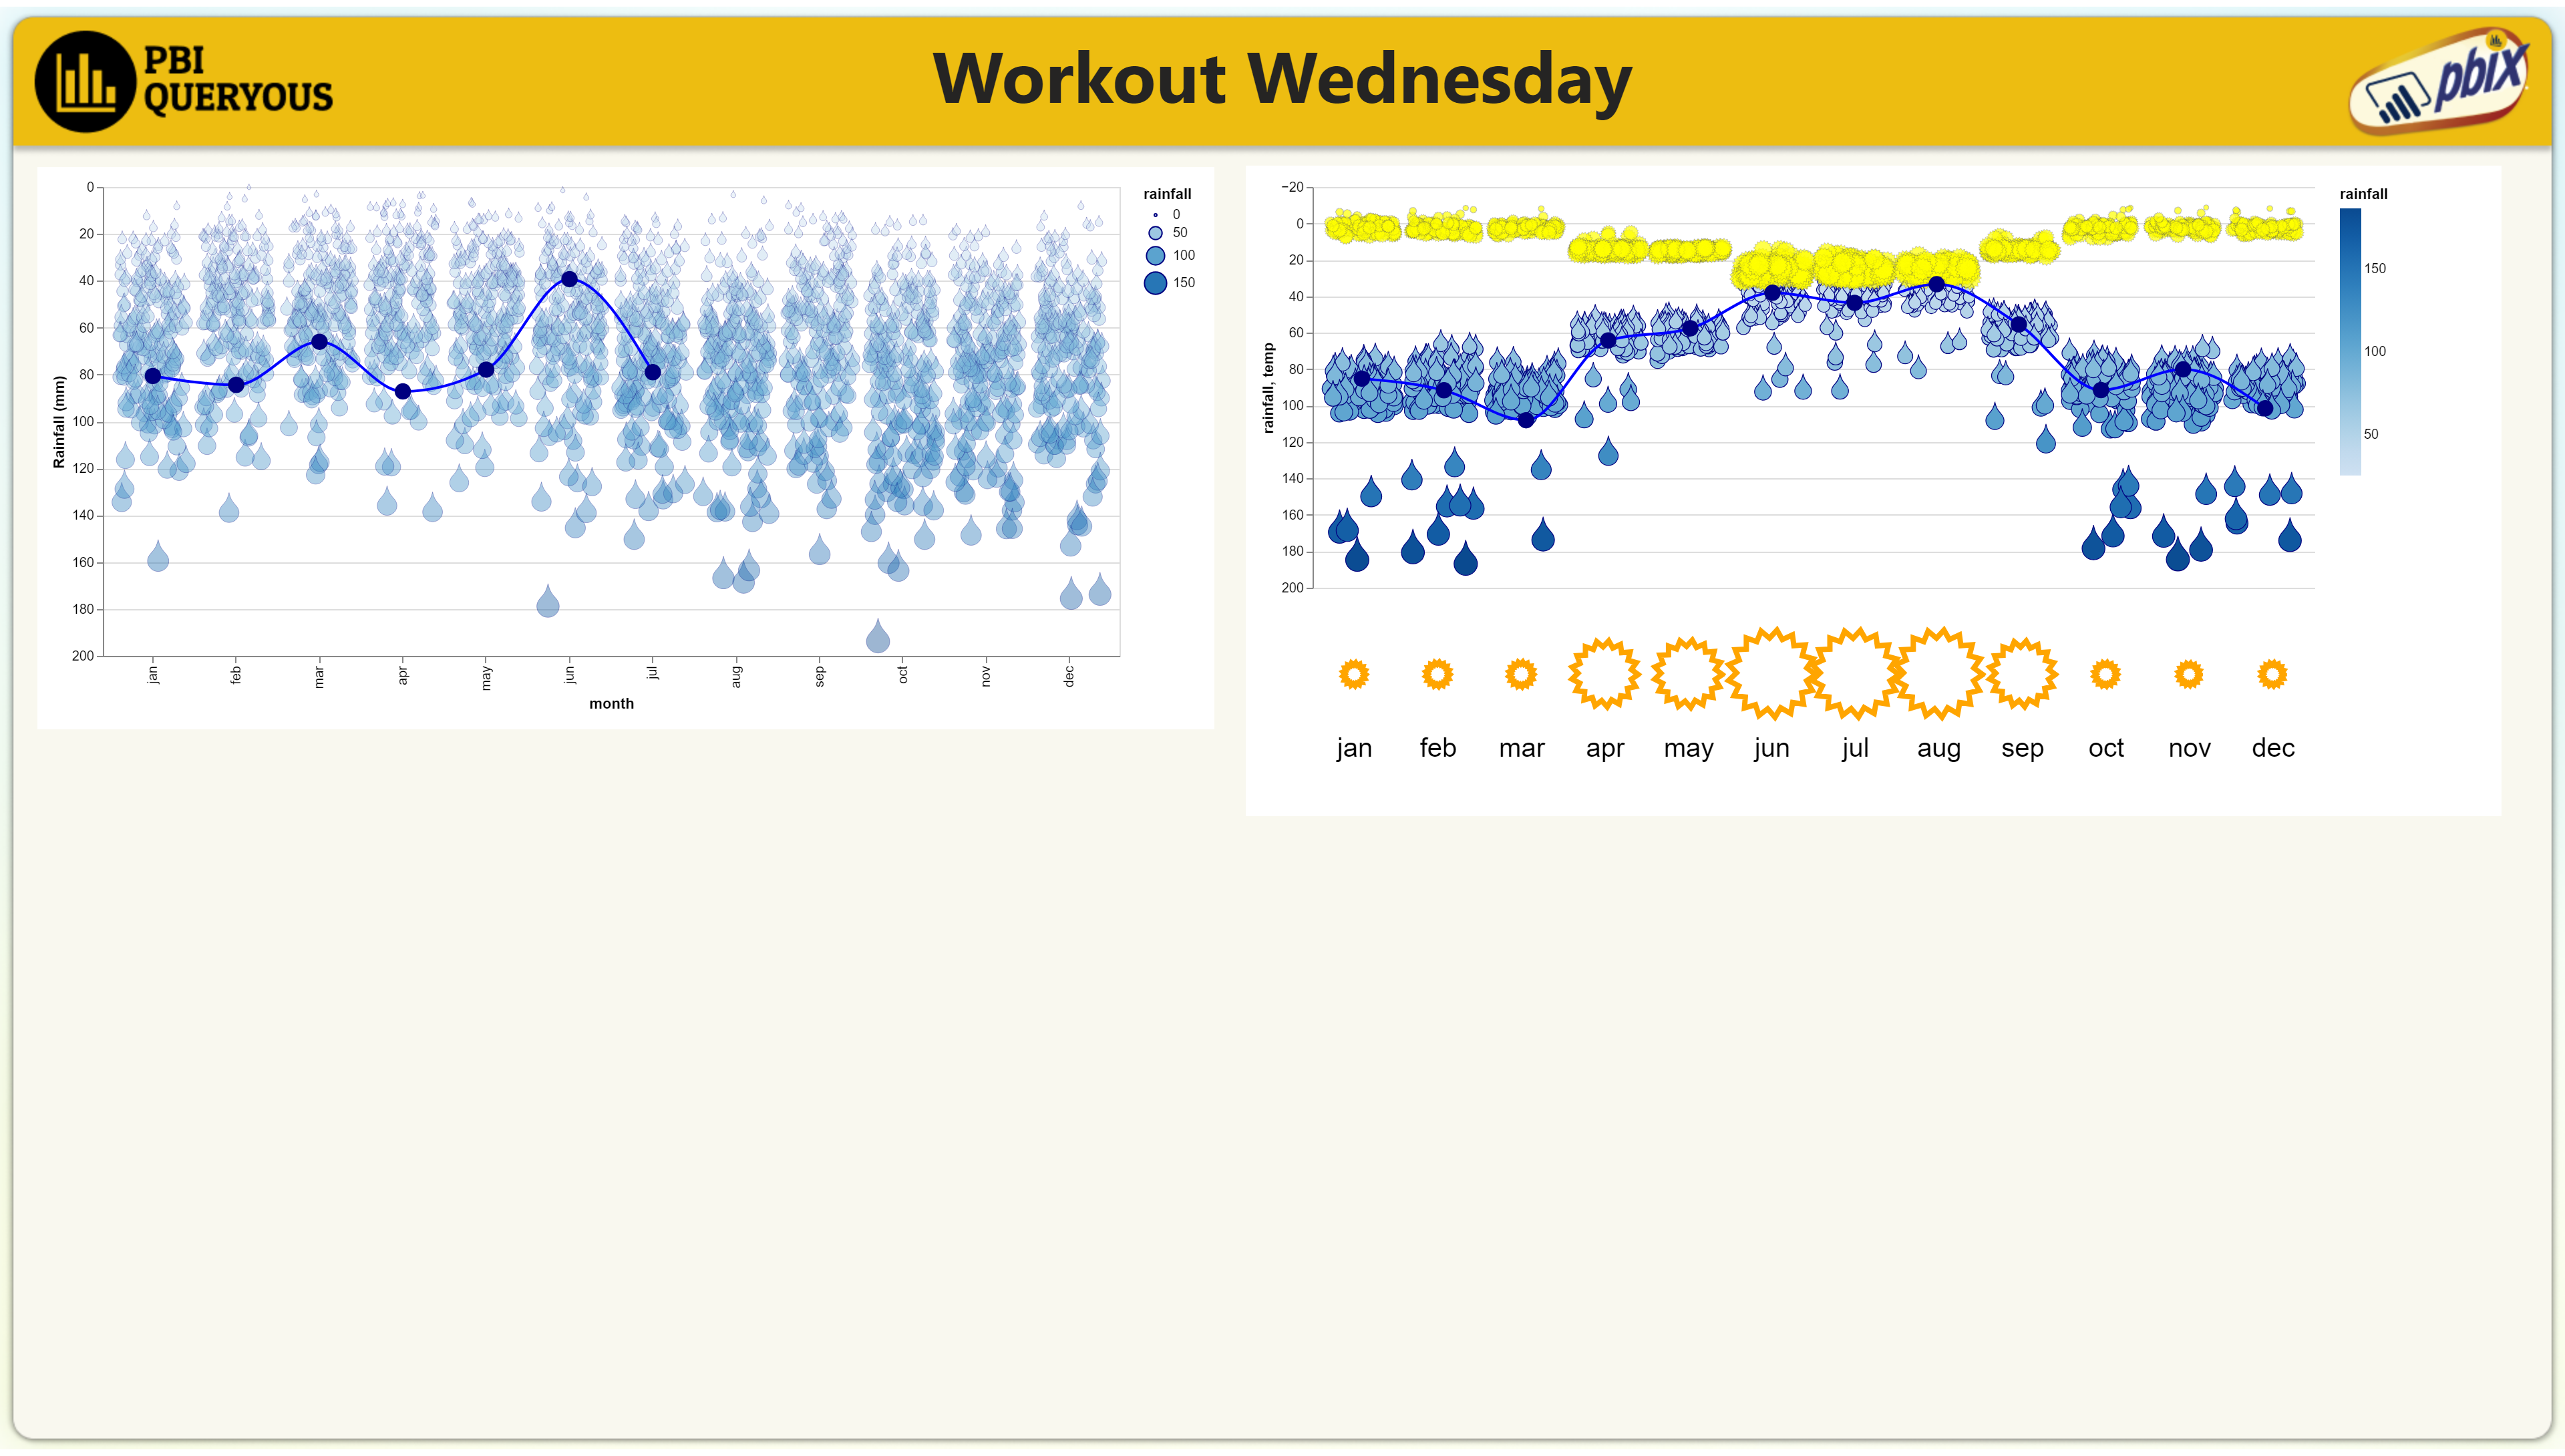 PBI
QUERYOUS
Workout Wednesday
pbix
Rainfall (mm)
0
20
40
60
80
100
120
140
160
180
200
jan
feb
mar
apr
may
jun
jul
aug
sep
oct
nov
dec
month
rainfall
0
50
100
150
rainfall, temp
−20
0
20
40
60
80
100
120
140
160
180
200
jan feb mar apr may jun jul aug sep oct nov dec
rainfall
150
100
50